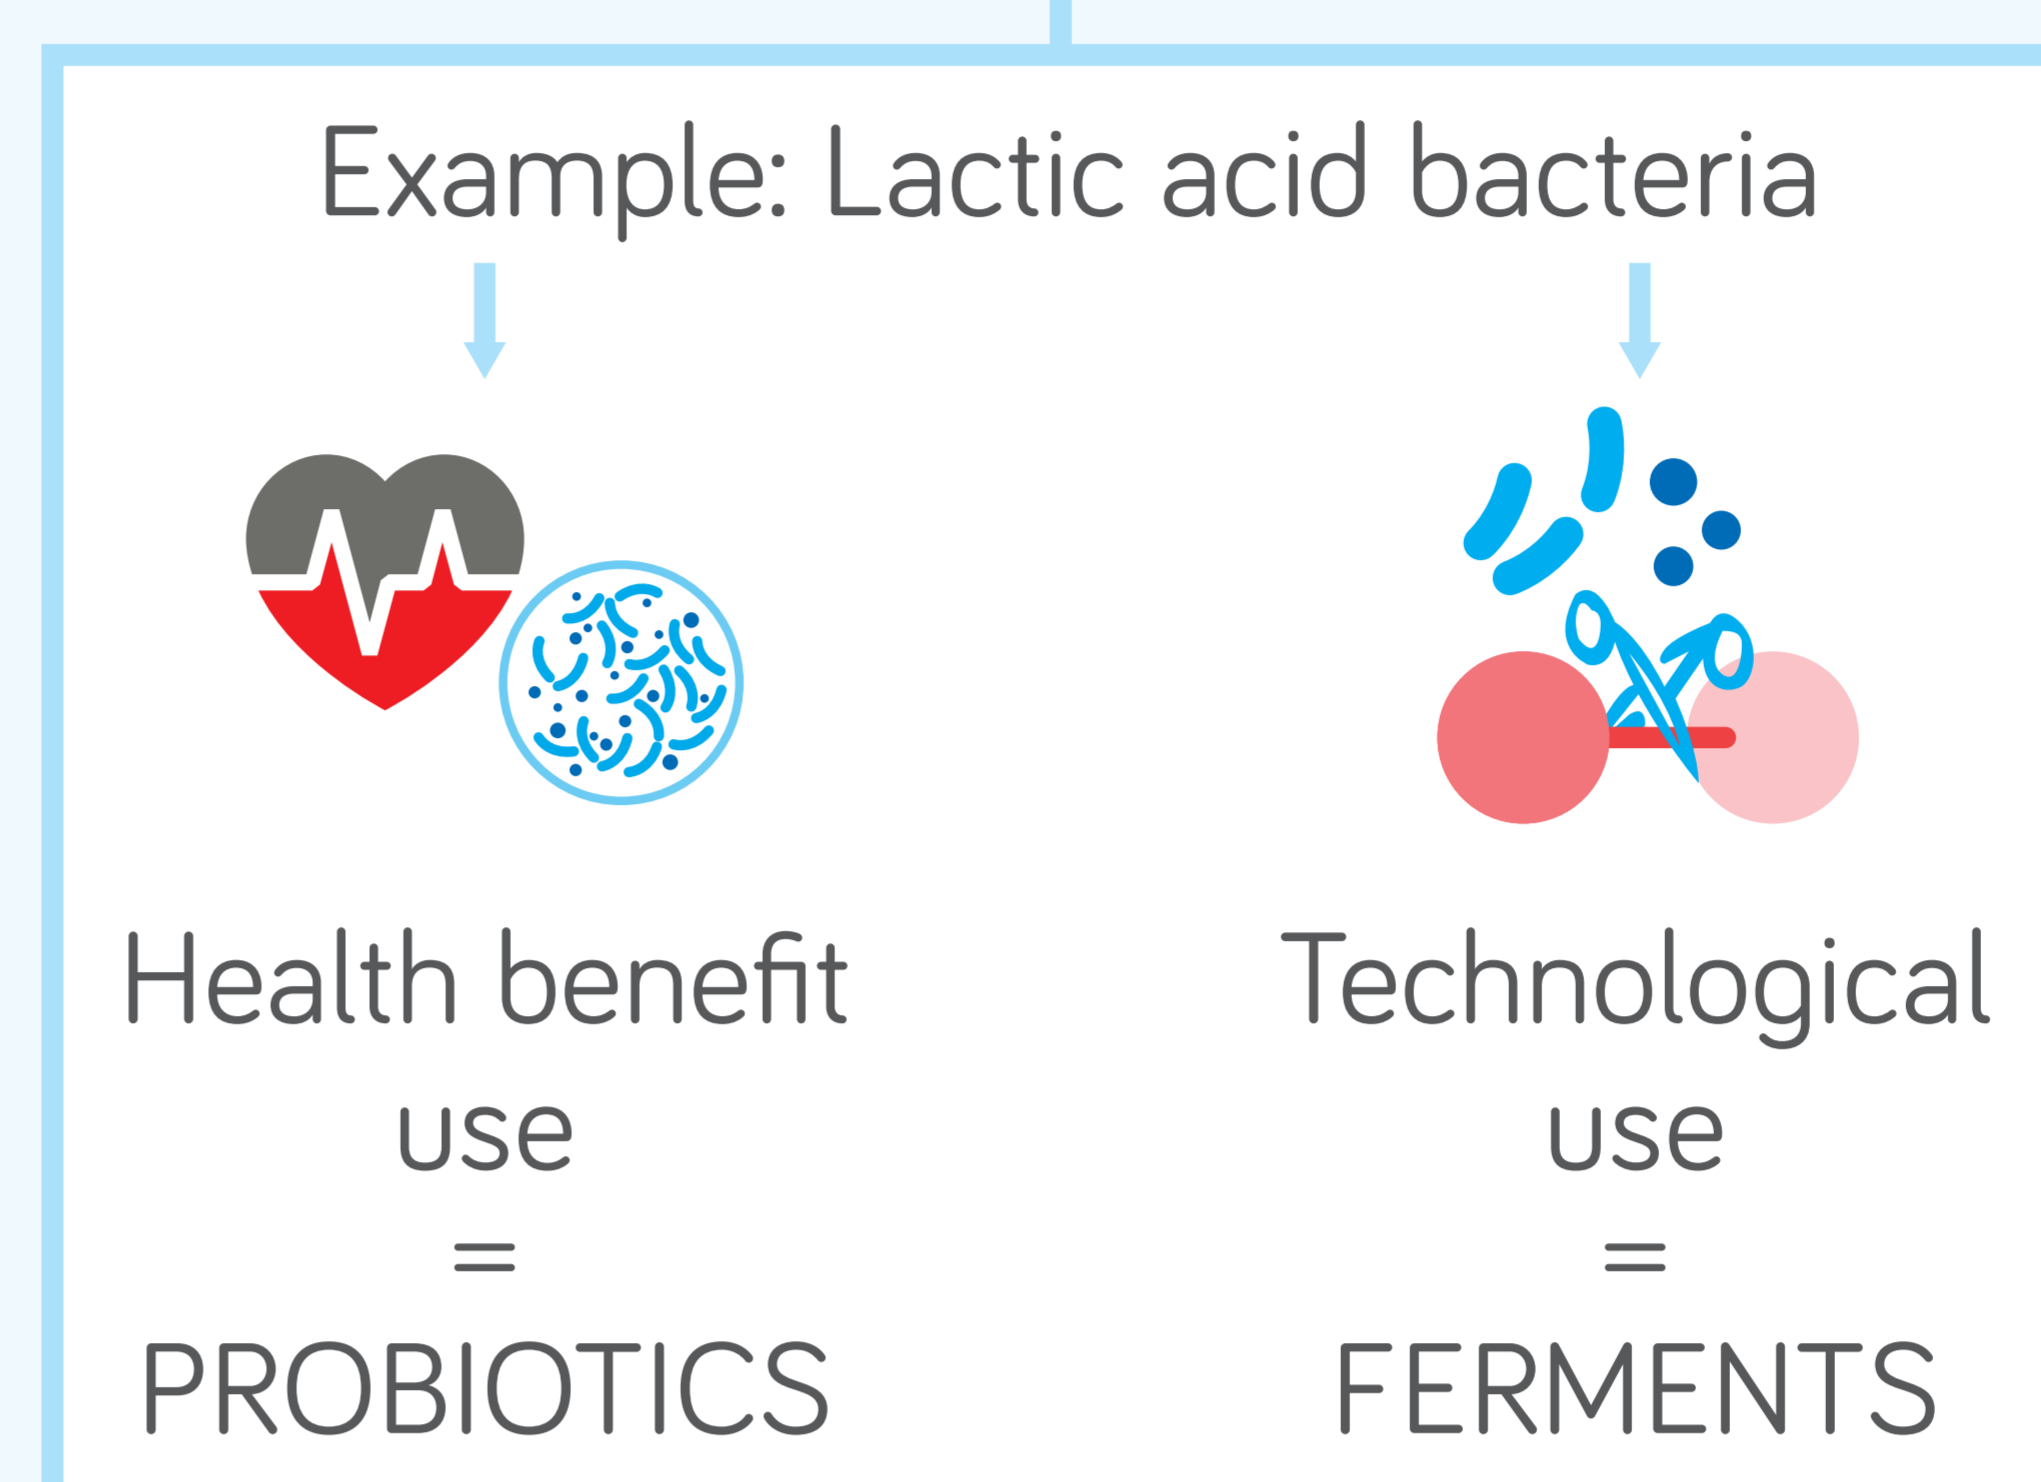 Example: Lactic acid bacteria
Health benefit
use
=
PROBIOTICS
Technological
use
=
FERMENTS